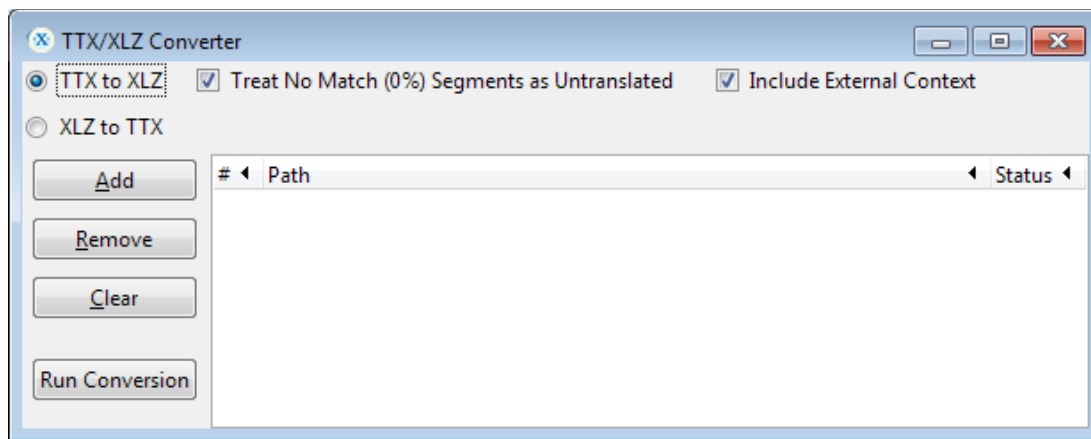 TTX/XLZ Converter
TTX to XLZ Treat No Match (0%) Segments as Untranslated Include External Context
XLZ to TTX
Add
# Path Status
Remove
Clear
Run Conversion